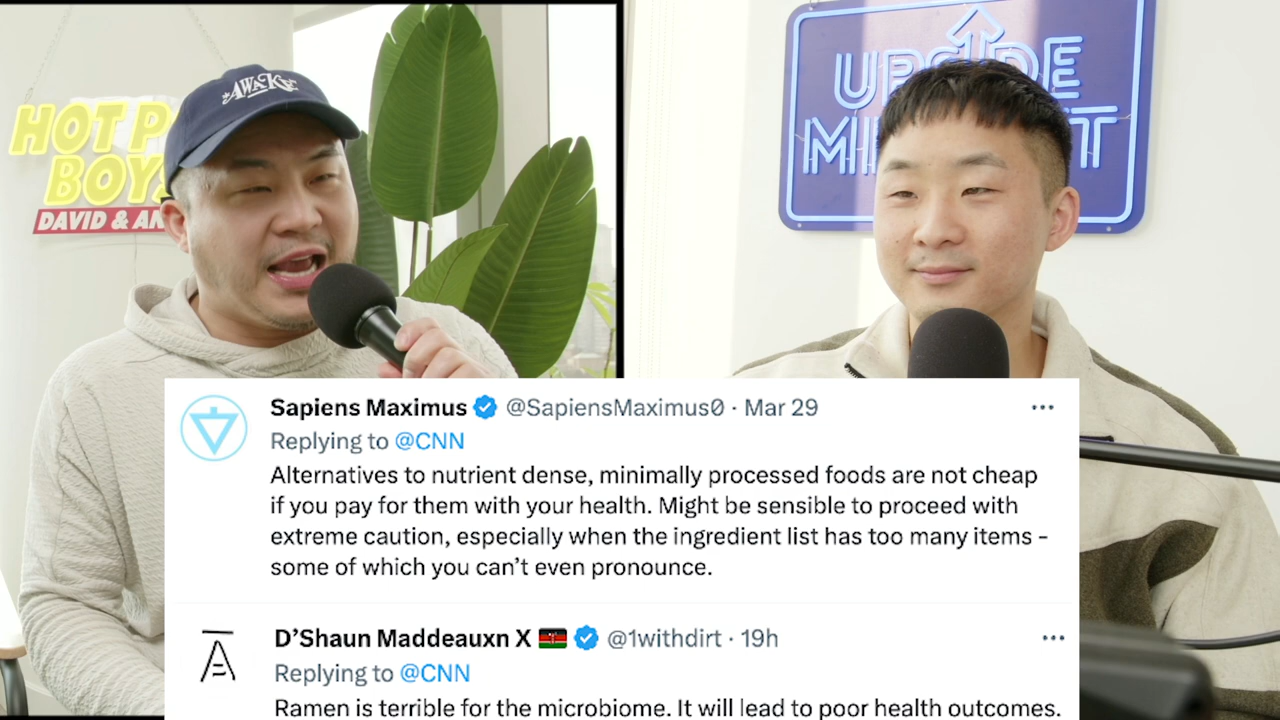 AWAKE
HOT P
BOYS
DAVID & AN
Sapiens Maximus @SapiensMaximus0 · Mar 29
Replying to @CNN
Alternatives to nutrient dense, minimally processed foods are not cheap
if you pay for them with your health. Might be sensible to proceed with
extreme caution, especially when the ingredient list has too many items -
some of which you can't even pronounce.
D'Shaun Maddeauxn X @1withdirt · 19h
Replying to @CNN
Ramen is terrible for the microbiome. It will lead to poor health outcomes.